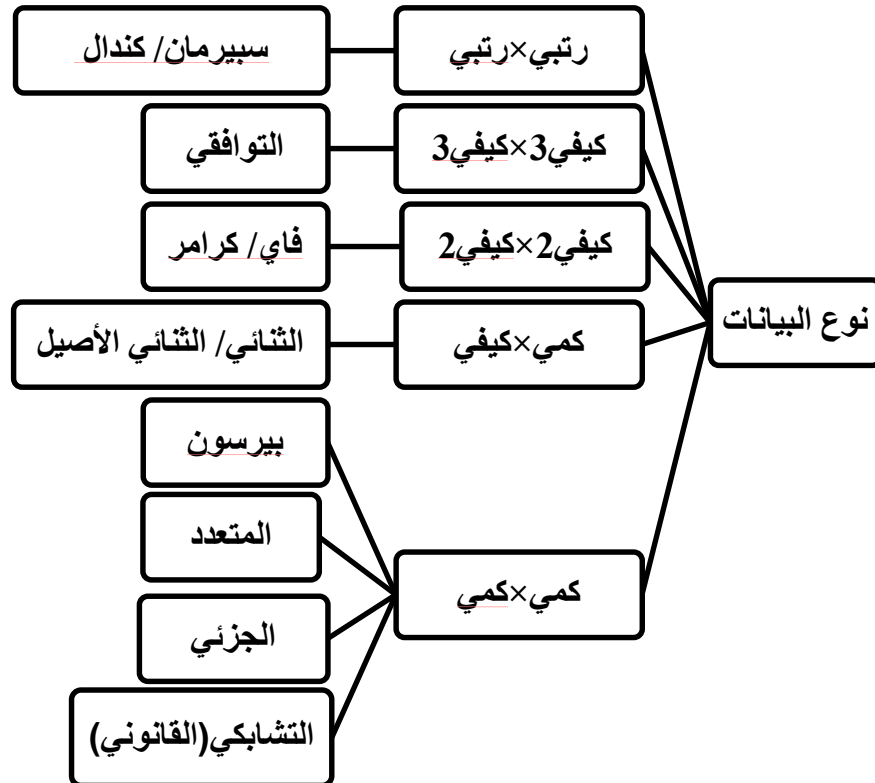 نوع البيانات
رتبي×رتبي
سبيرمان/ كندال
كيفي3×كيفي3
التوافقي
كيفي2×كيفي2
فاي/ كرامر
كمي×كيفي
الثنائي/ الثنائي الأصيل
كمي×كمي
بيرسون
المتعدد
الجزئي
التشابكي(القانوني)